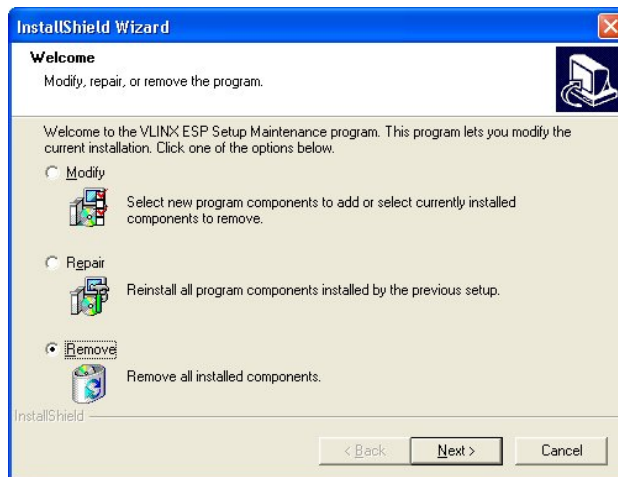 InstallShield Wizard
Welcome
Modify, repair, or remove the program.
Welcome to the VLINX ESP Setup Maintenance program. This program lets you modify the
current installation. Click one of the options below.
Modify
Select new program components to add or select currently installed
components to remove.
Repair
Reinstall all program components installed by the previous setup.
Remove
Remove all installed components.
InstallShield
< Back Next > Cancel